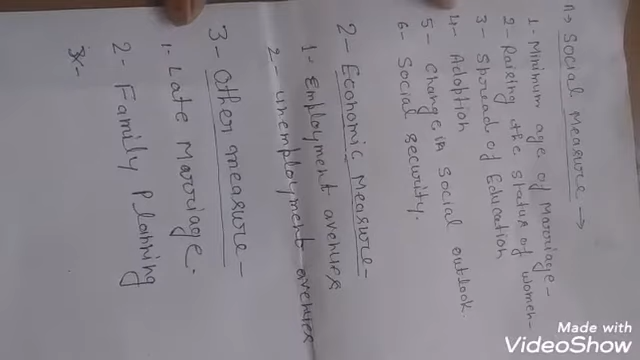 A→ Social Measure →
1- Minimum age of Marriage-
2- Raising the status of women-
3- Spread of Education
4- Adoption
5- change in Social outlook.
6- Social security.
2- Economic Measure-
1- Employment avenues
2- unemployment avenues
3- Other measure-
1- Late Marriage.
2- Family Planning
3-
Made with
VideoShow